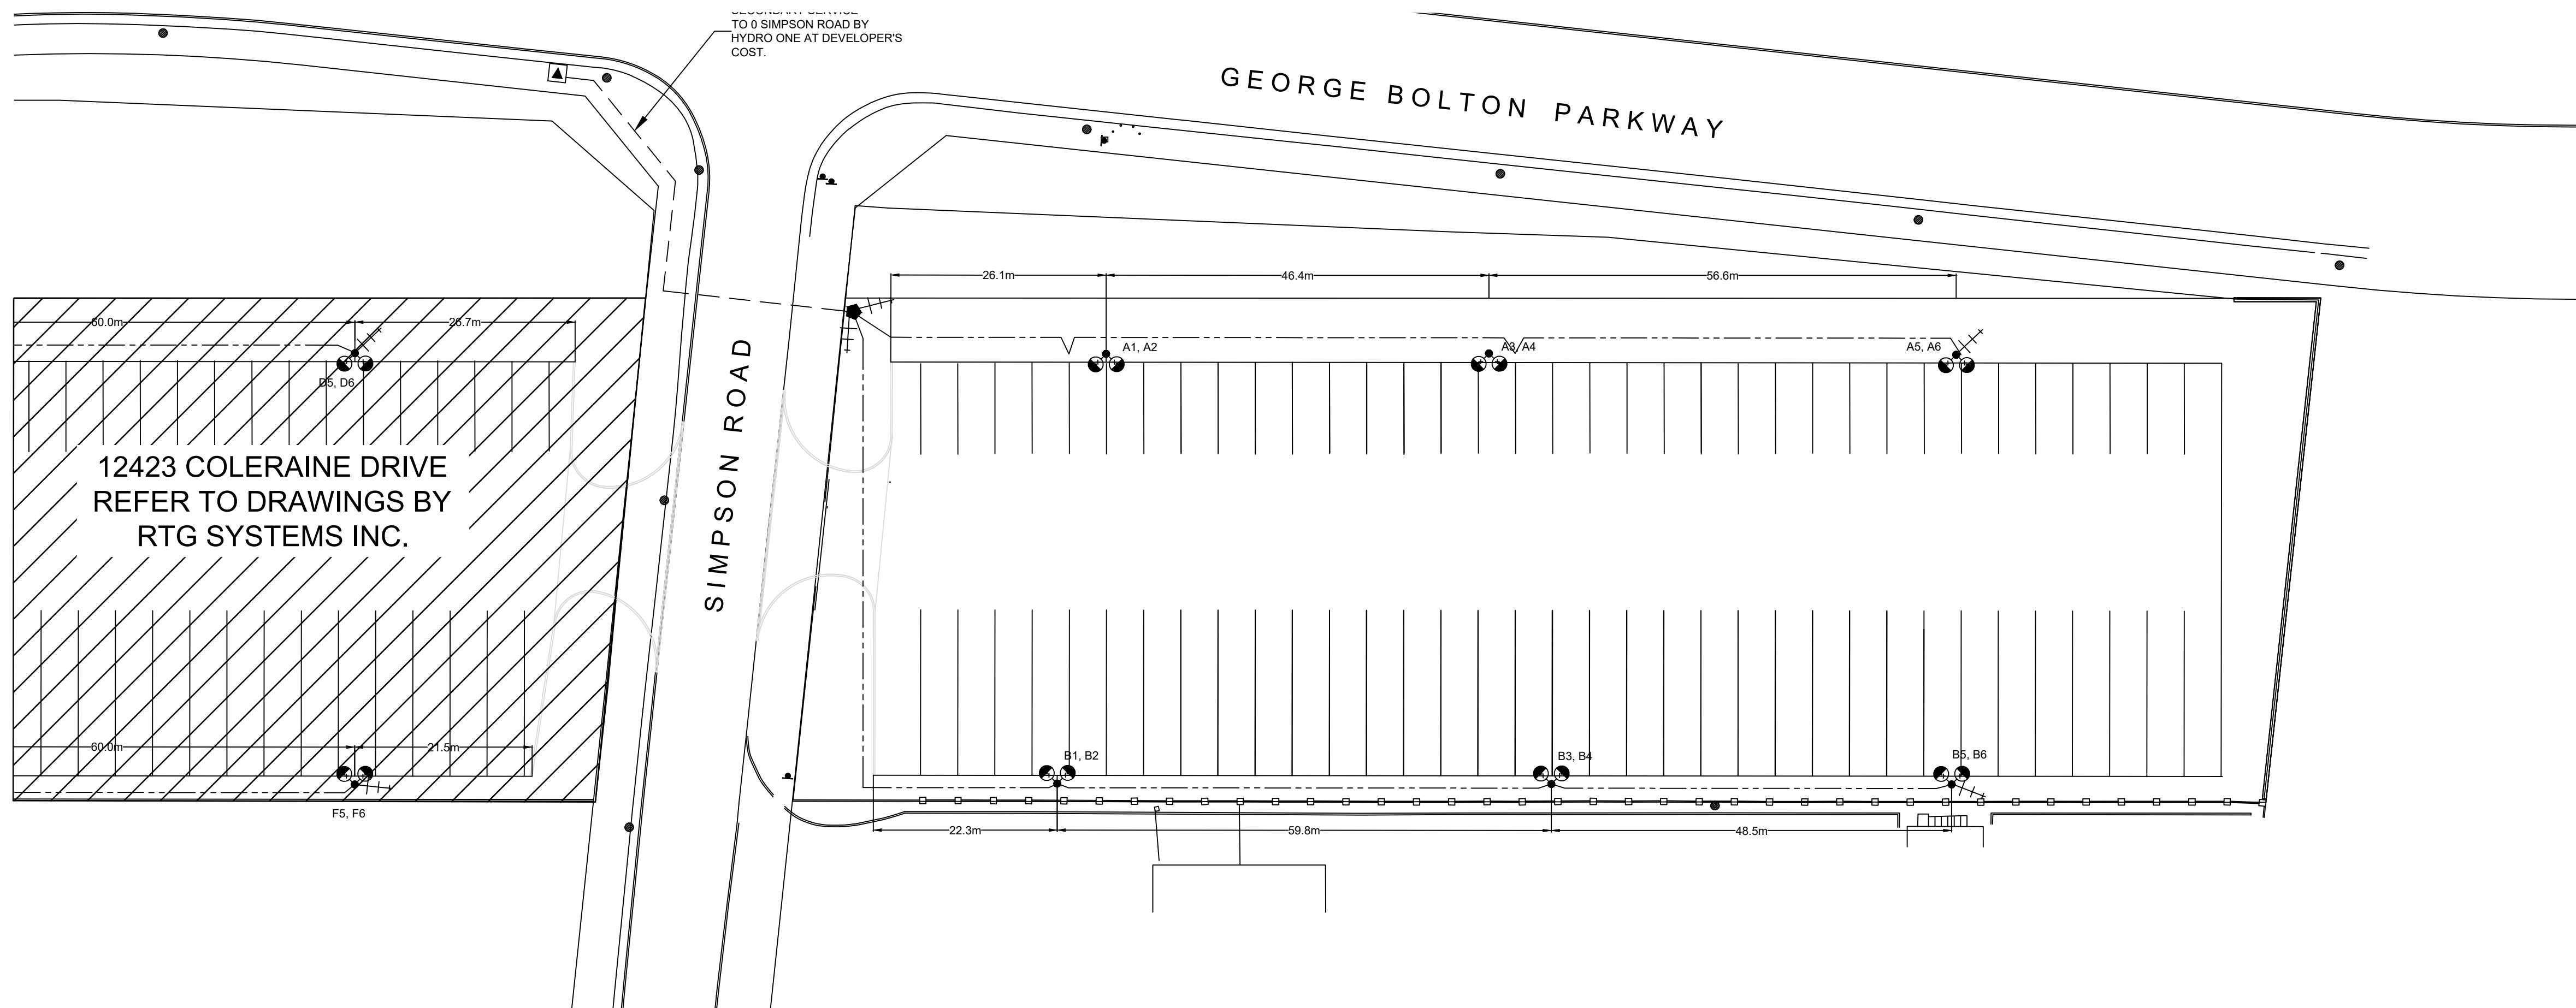 SECONDARY SERVICE
TO 0 SIMPSON ROAD BY
HYDRO ONE AT DEVELOPER'S
COST.
GEORGE BOLTON PARKWAY
26.1m
46.4m
56.6m
60.0m
26.7m
A1, A2
A3, A4
A5, A6
D5, D6
SIMPSON ROAD
12423 COLERAINE DRIVE
REFER TO DRAWINGS BY
RTG SYSTEMS INC.
60.0m
21.5m
B1, B2
B3, B4
B5, B6
F5, F6
22.3m
59.8m
48.5m